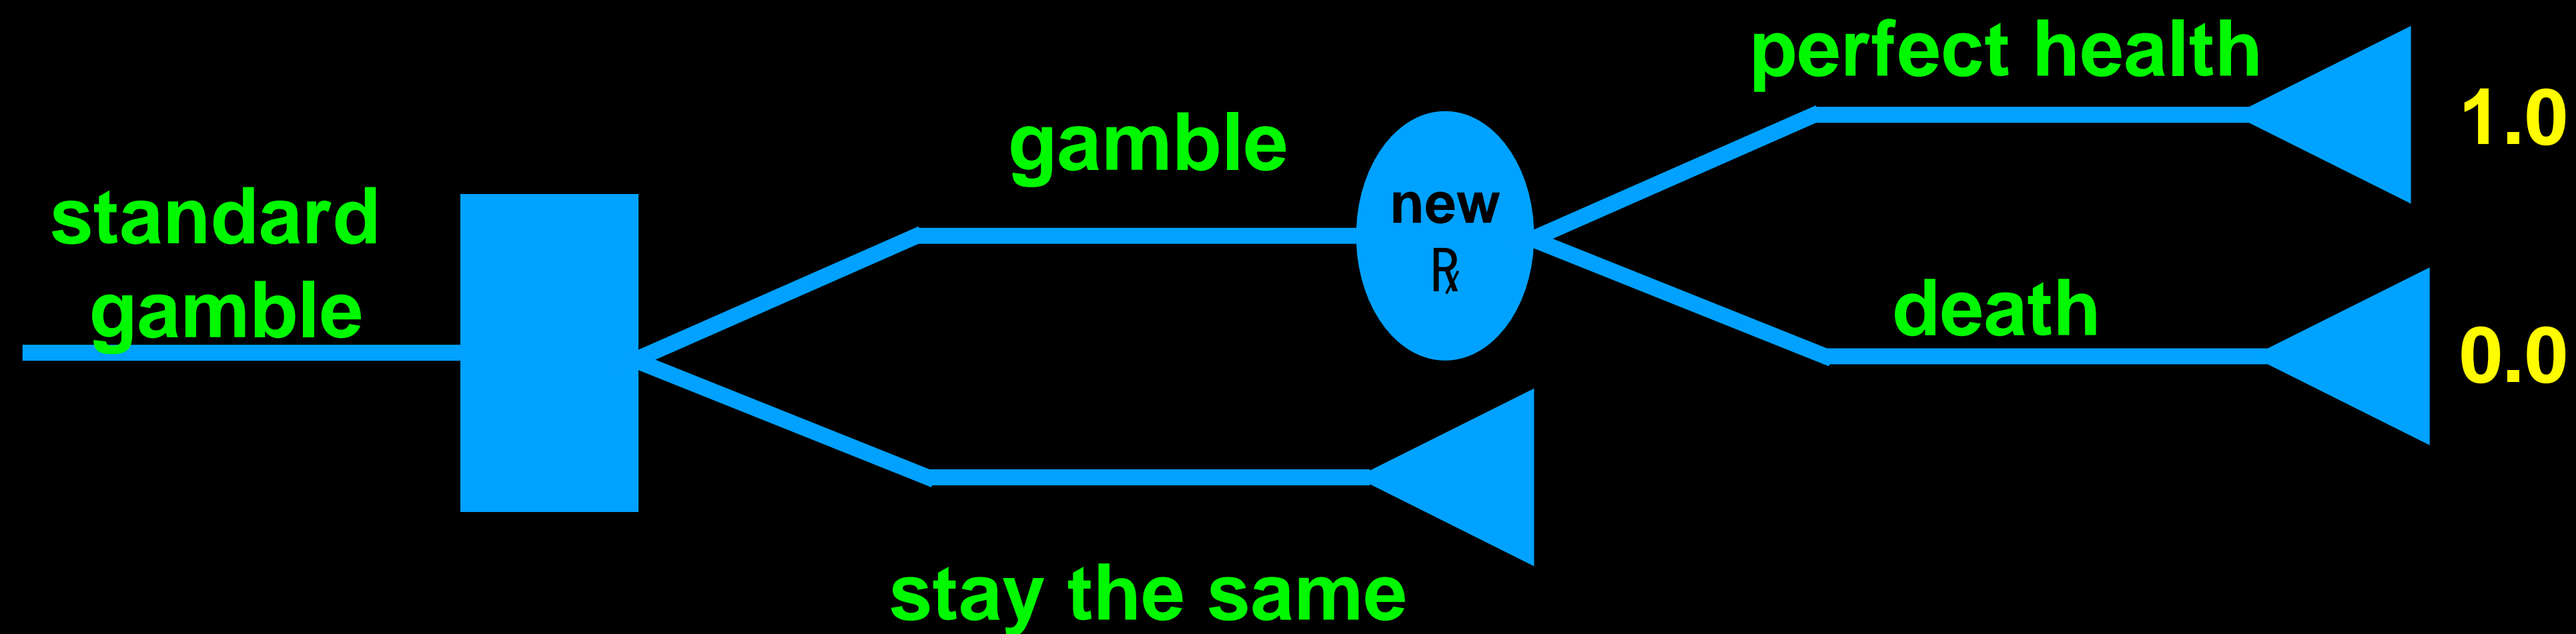 standard
gamble
gamble
new
℞
perfect health
1.0
death
0.0
stay the same